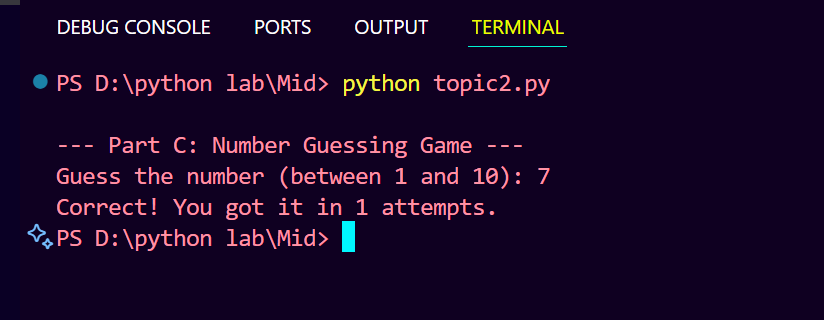 DEBUG CONSOLE PORTS OUTPUT TERMINAL
PS D:\python lab\Mid> python topic2.py
--- Part C: Number Guessing Game ---
Guess the number (between 1 and 10): 7
Correct! You got it in 1 attempts.
PS D:\python lab\Mid>